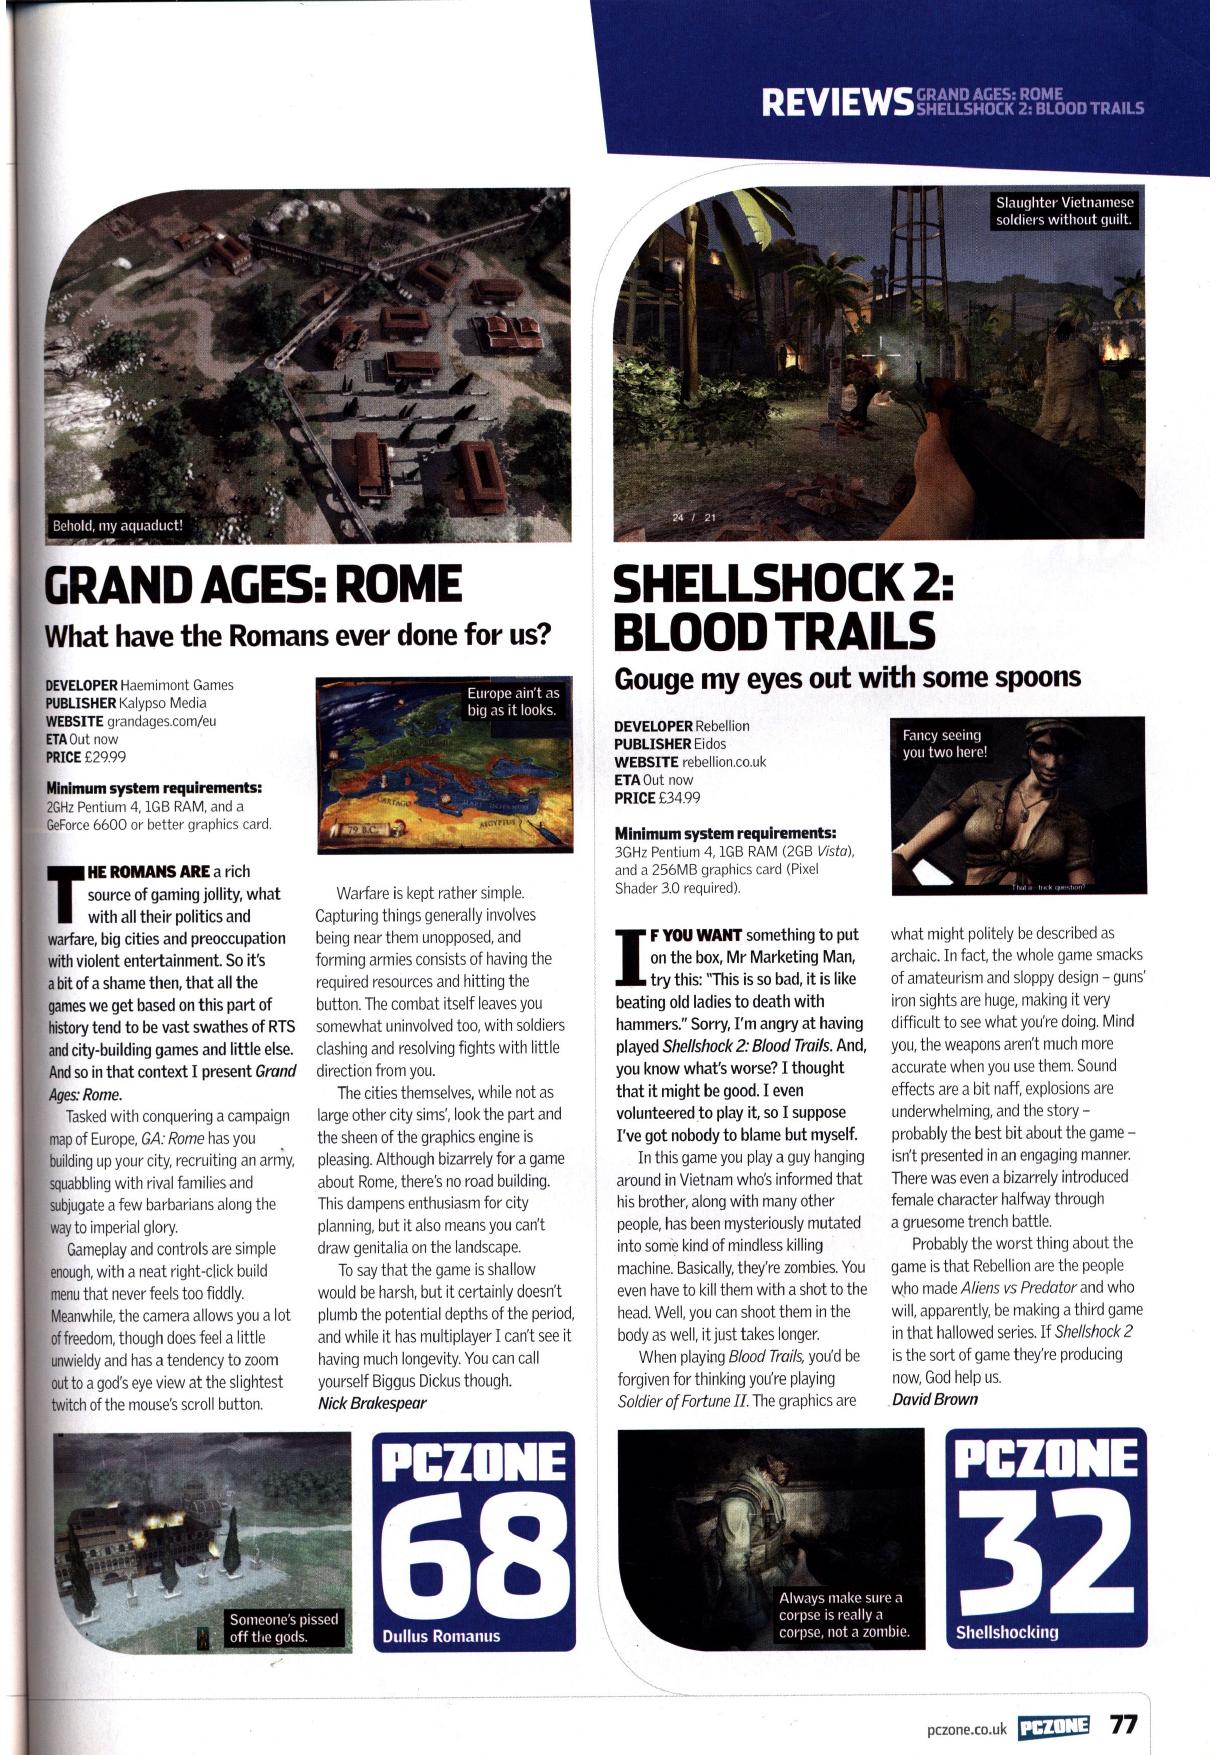 REVIEWS GRAND AGES: ROME
SHELLSHOCK 2: BLOOD TRAILS
Behold, my aquaduct!
GRAND AGES: ROME
What have the Romans ever done for us?
DEVELOPER Haemimont Games
PUBLISHER Kalypso Media
WEBSITE grandages.com/eu
ETA Out now
PRICE £29.99
Minimum system requirements:
2GHz Pentium 4, 1GB RAM, and a
GeForce 6600 or better graphics card.
Europe ain't as
big as it looks.
CARTAGO
AEGYPTUS
79 B.C.
THE ROMANS ARE a rich
source of gaming jollity, what
with all their politics and
warfare, big cities and preoccupation
with violent entertainment. So it's
a bit of a shame then, that all the
games we get based on this part of
history tend to be vast swathes of RTS
and city-building games and little else.
And so in that context I present Grand
Ages: Rome.
Tasked with conquering a campaign
map of Europe, GA: Rome has you
building up your city, recruiting an army,
squabbling with rival families and
subjugate a few barbarians along the
way to imperial glory.
Gameplay and controls are simple
enough, with a neat right-click build
menu that never feels too fiddly.
Meanwhile, the camera allows you a lot
of freedom, though does feel a little
unwieldy and has a tendency to zoom
out to a god's eye view at the slightest
twitch of the mouse's scroll button.
Warfare is kept rather simple.
Capturing things generally involves
being near them unopposed, and
forming armies consists of having the
required resources and hitting the
button. The combat itself leaves you
somewhat uninvolved too, with soldiers
clashing and resolving fights with little
direction from you.
The cities themselves, while not as
large other city sims', look the part and
the sheen of the graphics engine is
pleasing. Although bizarrely for a game
about Rome, there's no road building.
This dampens enthusiasm for city
planning, but it also means you can't
draw genitalia on the landscape.
To say that the game is shallow
would be harsh, but it certainly doesn't
plumb the potential depths of the period,
and while it has multiplayer I can't see it
having much longevity. You can call
yourself Biggus Dickus though.
Nick Brakespear
Someone's pissed
off the gods.
PCZONE
68
Dullus Romanus
Slaughter Vietnamese
soldiers without guilt.
24 / 21
SHELLSHOCK 2:
BLOOD TRAILS
Gouge my eyes out with some spoons
DEVELOPER Rebellion
PUBLISHER Eidos
WEBSITE rebellion.co.uk
ETA Out now
PRICE £34.99
Minimum system requirements:
3GHz Pentium 4, 1GB RAM (2GB Vista),
and a 256MB graphics card (Pixel
Shader 3.0 required).
Fancy seeing
you two here!
That a trick question?
IF YOU WANT something to put
on the box, Mr Marketing Man,
try this: "This is so bad, it is like
beating old ladies to death with
hammers." Sorry, I'm angry at having
played Shellshock 2: Blood Trails. And,
you know what's worse? I thought
that it might be good. I even
volunteered to play it, so I suppose
I've got nobody to blame but myself.
In this game you play a guy hanging
around in Vietnam who's informed that
his brother, along with many other
people, has been mysteriously mutated
into some kind of mindless killing
machine. Basically, they're zombies. You
even have to kill them with a shot to the
head. Well, you can shoot them in the
body as well, it just takes longer.
When playing Blood Trails, you'd be
forgiven for thinking you're playing
Soldier of Fortune II. The graphics are
what might politely be described as
archaic. In fact, the whole game smacks
of amateurism and sloppy design – guns'
iron sights are huge, making it very
difficult to see what you're doing. Mind
you, the weapons aren't much more
accurate when you use them. Sound
effects are a bit naff, explosions are
underwhelming, and the story –
probably the best bit about the game –
isn't presented in an engaging manner.
There was even a bizarrely introduced
female character halfway through
a gruesome trench battle.
Probably the worst thing about the
game is that Rebellion are the people
who made Aliens vs Predator and who
will, apparently, be making a third game
in that hallowed series. If Shellshock 2
is the sort of game they're producing
now, God help us.
David Brown
Always make sure a
corpse is really a
corpse, not a zombie.
PCZONE
32
Shellshocking
pczone.co.uk PCZONE 77